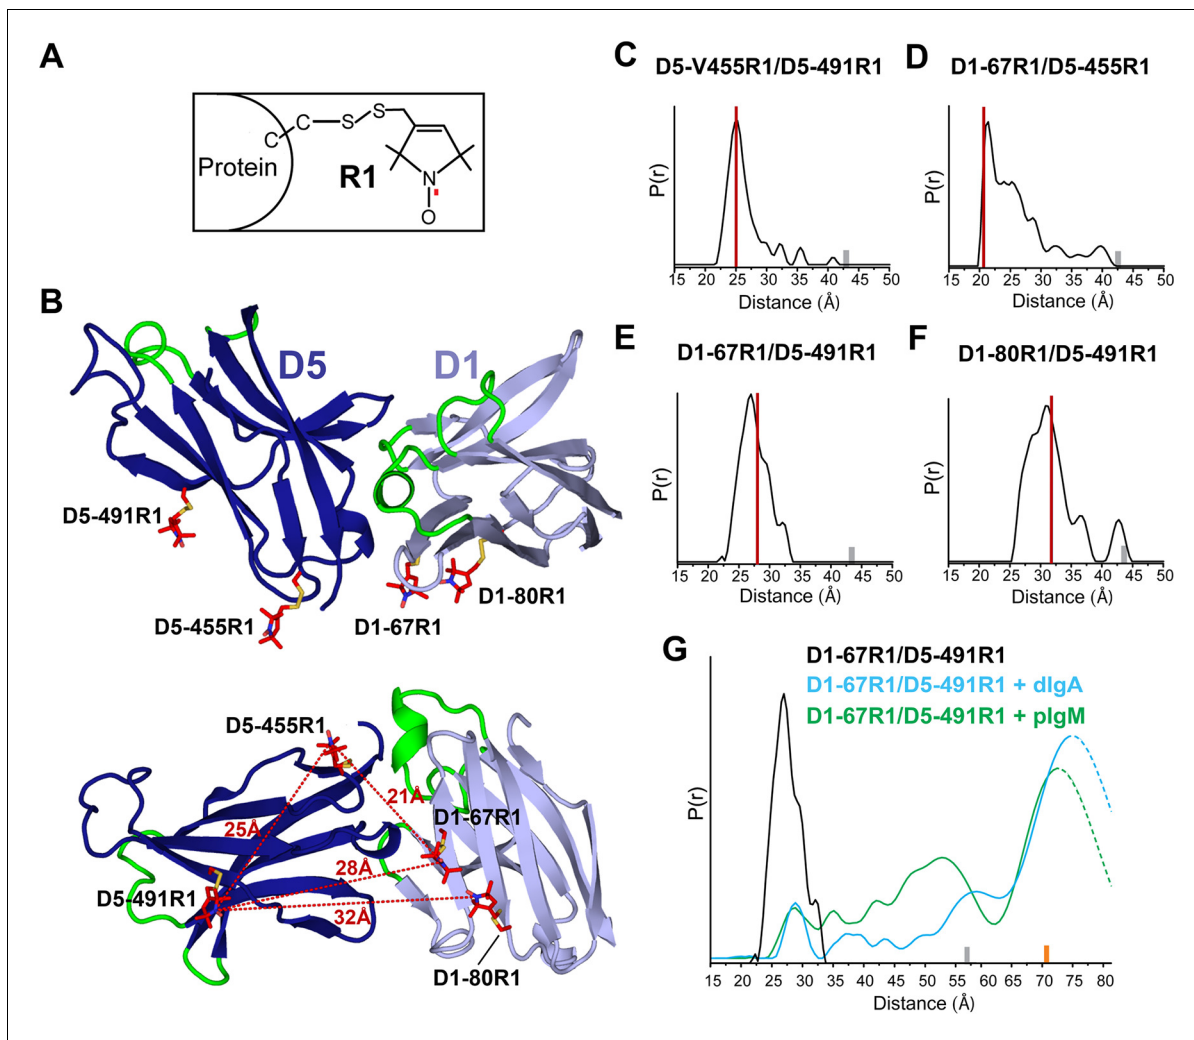 A
Protein
C
C
S
S
R1
N
O
B
D5
D1
D5-491R1
D5-455R1
D1-67R1
D1-80R1
D5-455R1
21Å
D1-67R1
25Å
28Å
D5-491R1
32Å
D1-80R1
C
D5-V455R1/D5-491R1
P(r)
15 20 25 30 35 40 45 50
Distance (Å)
D
D1-67R1/D5-455R1
P(r)
15 20 25 30 35 40 45 50
Distance (Å)
E
D1-67R1/D5-491R1
P(r)
15 20 25 30 35 40 45 50
Distance (Å)
F
D1-80R1/D5-491R1
P(r)
15 20 25 30 35 40 45 50
Distance (Å)
G
D1-67R1/D5-491R1
D1-67R1/D5-491R1 + dIgA
D1-67R1/D5-491R1 + pIgM
P(r)
15 20 25 30 35 40 45 50 55 60 65 70 75 80
Distance (Å)